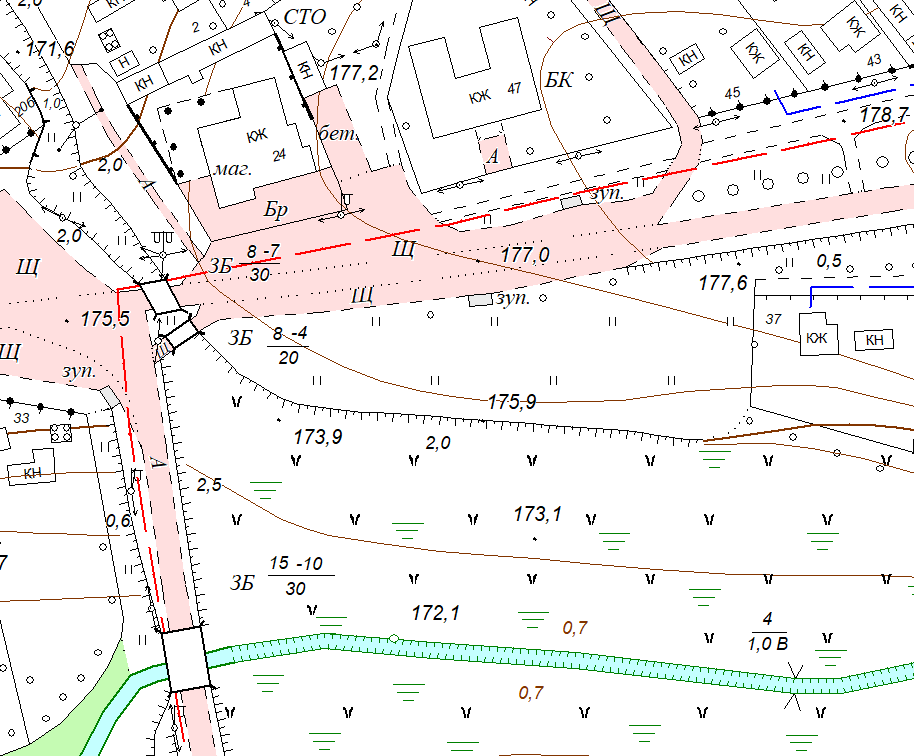 2,0
КН
4
СТО
Щ
КН
171,6
2
КН
Н
КН
КН
177,2
БК
КН
КЖ
КН
КЖ
43
КЖ 47
45
178,7
206
1,0
КЖ
24
бет.
маг.
А
2,0
А
Бр
зуп.
2,0
Щ
ЗБ 8 -7
30
Щ
177,0
0,5
177,6
Щ
зуп.
175,5
ЗБ 8 -4
20
Щ
37
КЖ
КН
Щ
зуп.
175,9
33
173,9
2,0
КН
А
2,5
0,6
173,1
7
ЗБ 15 -10
30
172,1
0,7
4
1,0 В
0,7